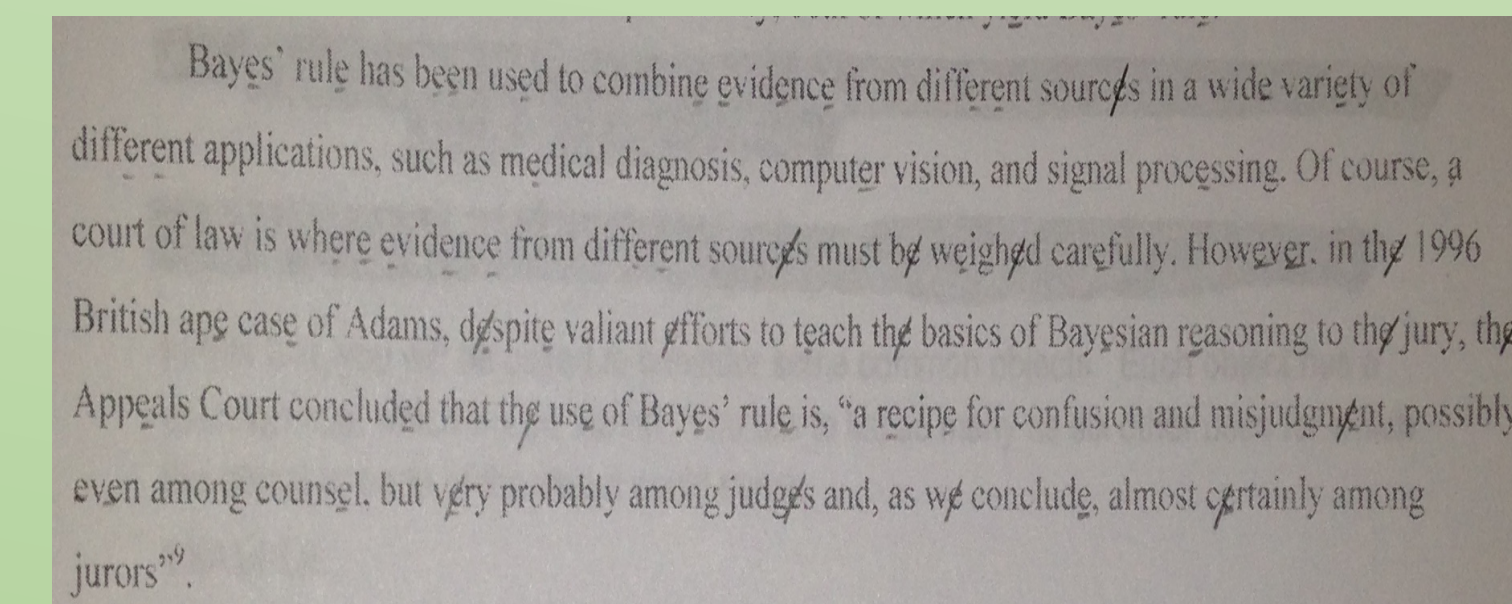 Bayes’ rule has been used to combine evidence from different sources in a wide variety of
different applications, such as medical diagnosis, computer vision, and signal processing. Of course, a
court of law is where evidence from different sources must be weighed carefully. However, in the 1996
British ape case of Adams, despite valiant efforts to teach the basics of Bayesian reasoning to the jury, the
Appeals Court concluded that the use of Bayes’ rule is, “a recipe for confusion and misjudgment, possibly
even among counsel, but very probably among judges and, as we conclude, almost certainly among
jurors”⁹.